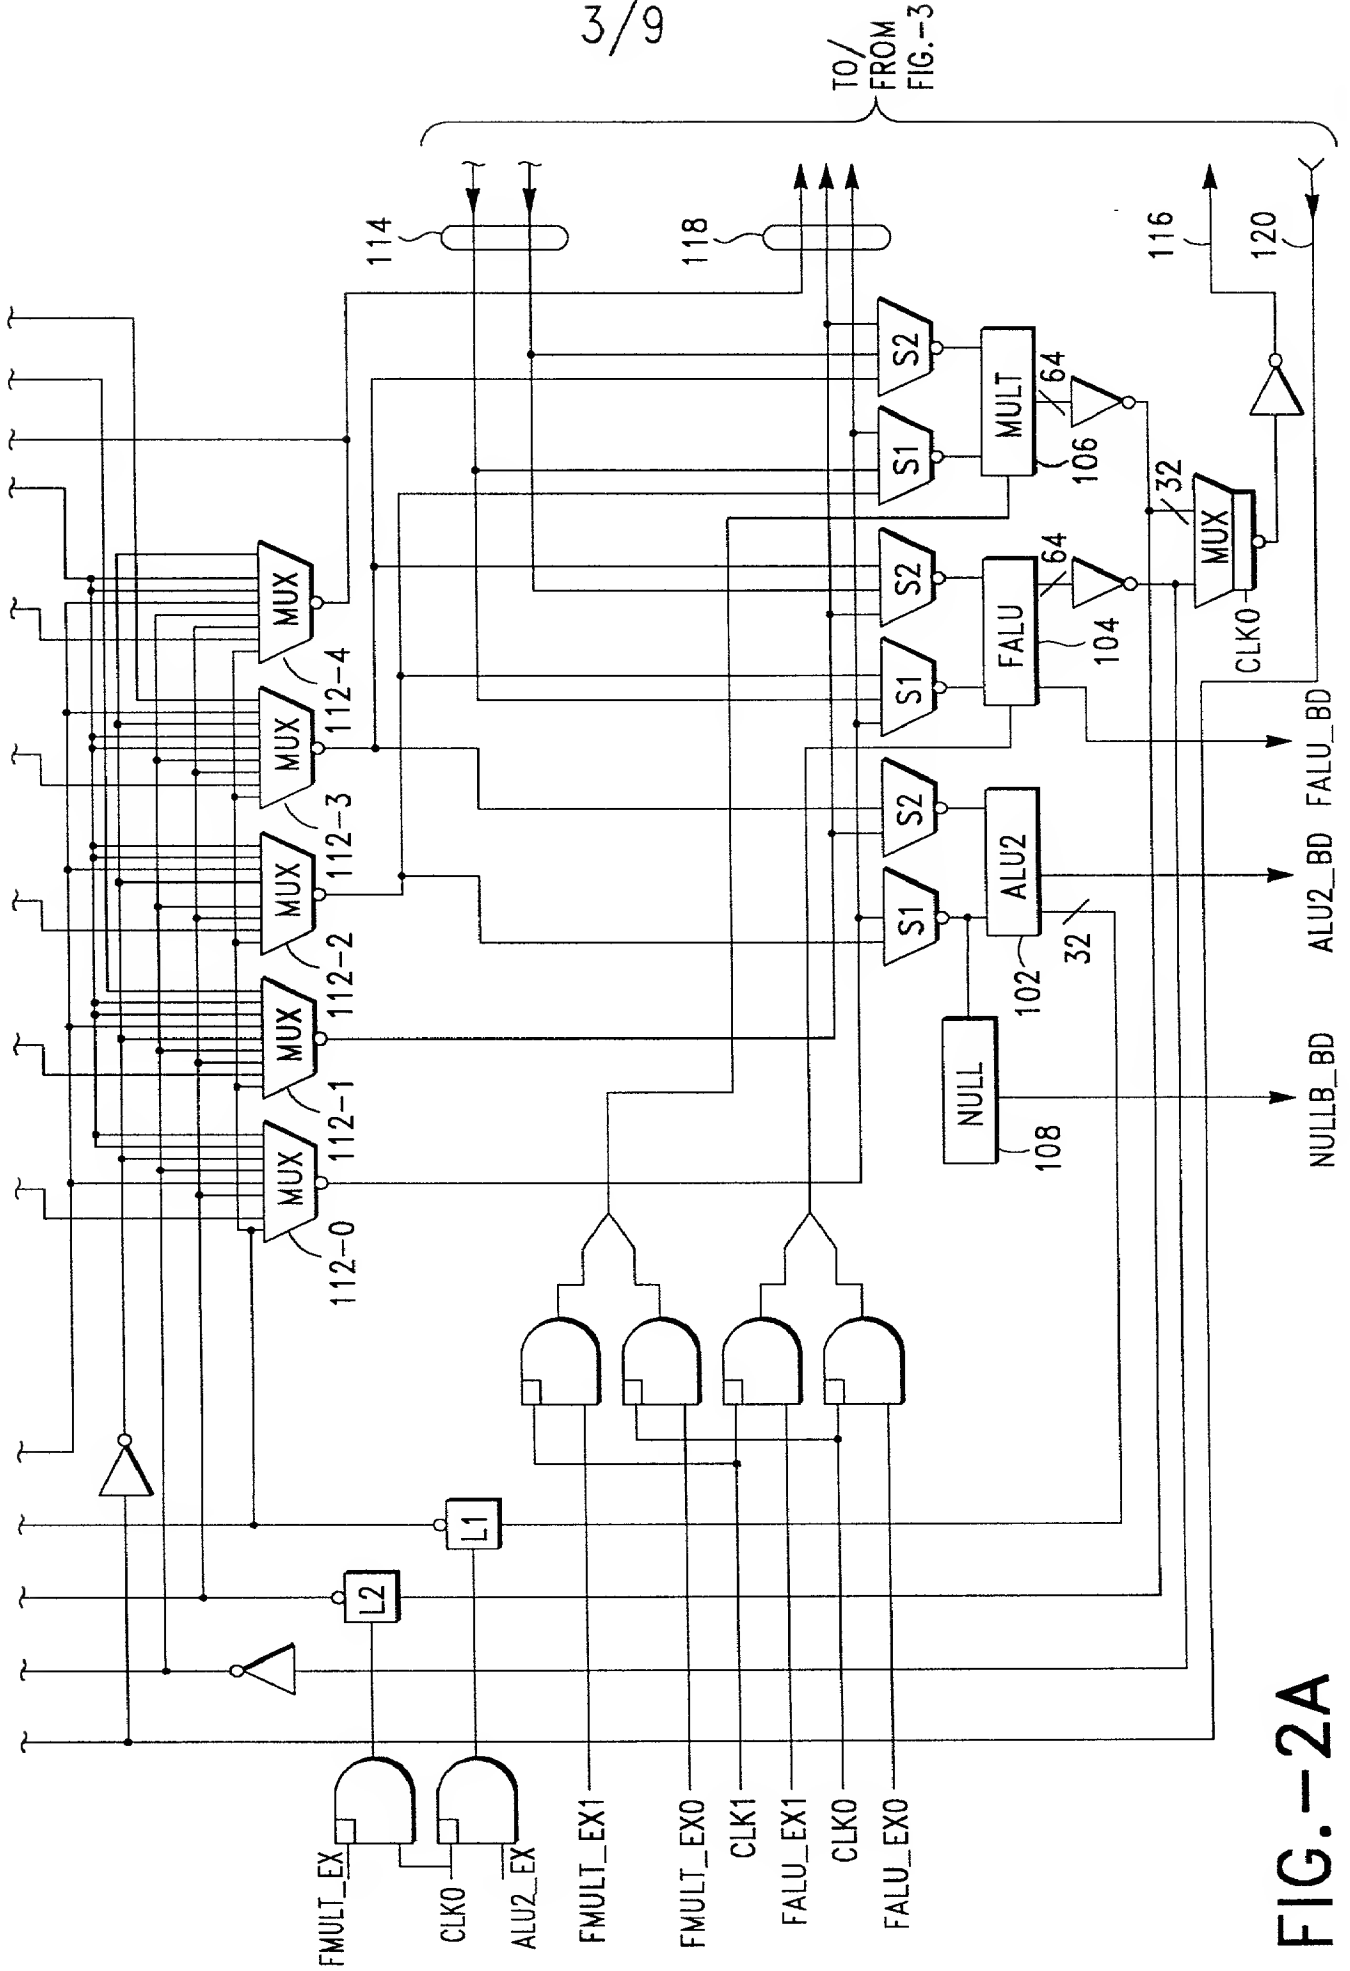 3/9
TO/
FROM
FIG.-3
114
118
116
120
MUX
112-4
MUX
112-3
MUX
112-2
MUX
112-1
MUX
112-0
S2
S1
MULT
106
64
S2
S1
FALU
104
64
S2
S1
ALU2
102
32
NULL
108
32
MUX
CLK0
L1
L2
FMULT_EX
CLK0
ALU2_EX
FMULT_EX1
FMULT_EX0
CLK1
FALU_EX1
CLK0
FALU_EX0
NULLB_BD
ALU2_BD
FALU_BD
FIG.-2A